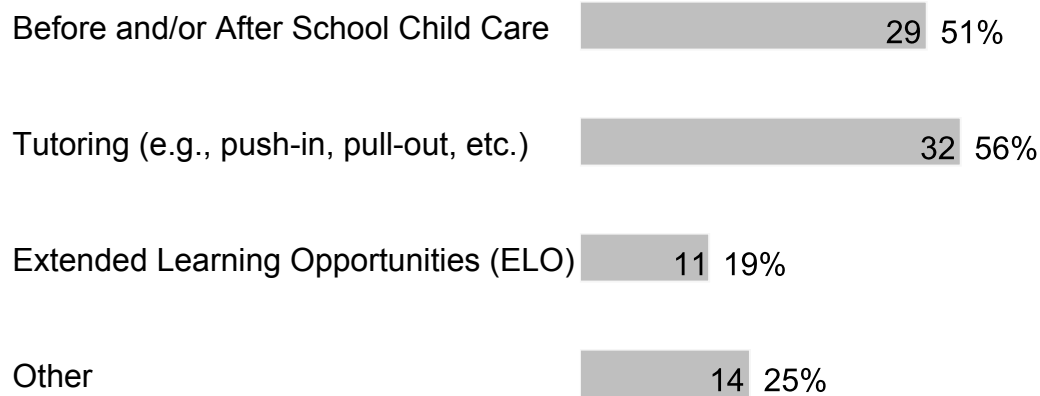 Before and/or After School Child Care 29 51%
Tutoring (e.g., push-in, pull-out, etc.) 32 56%
Extended Learning Opportunities (ELO) 11 19%
Other 14 25%